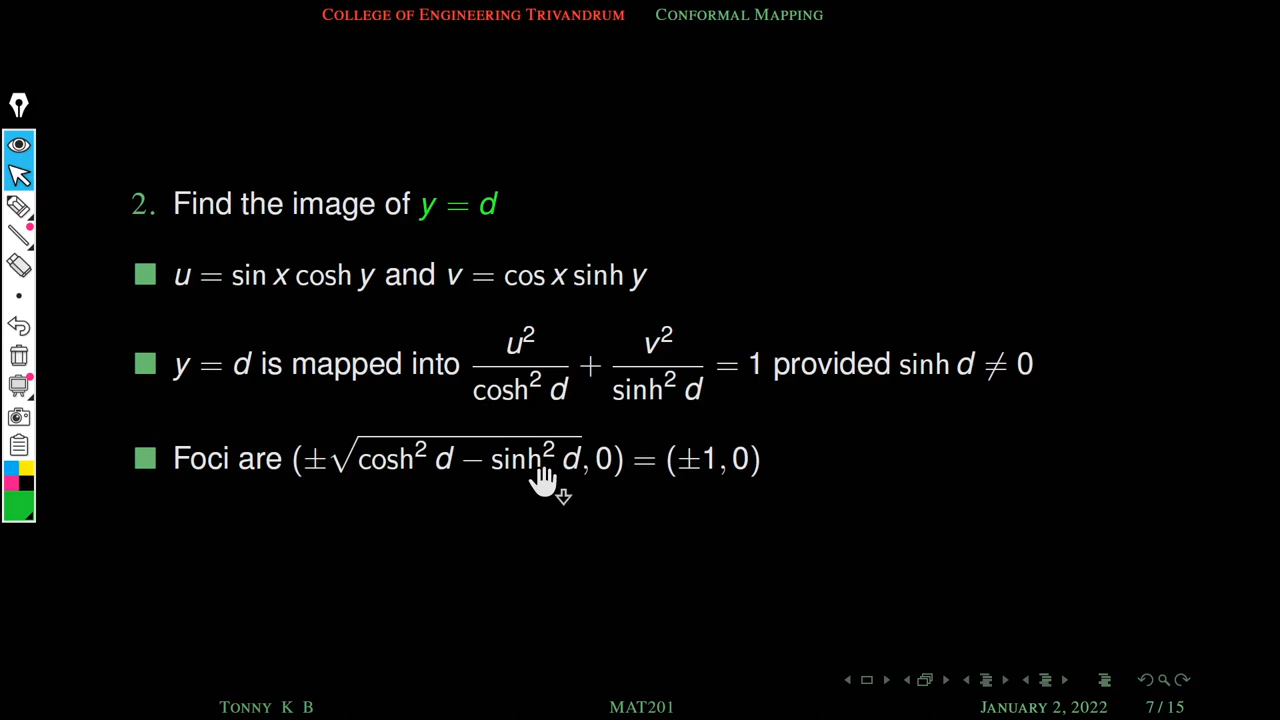 COLLEGE OF ENGINEERING TRIVANDRUM CONFORMAL MAPPING
2. Find the image of y = d
u = sin x cosh y and v = cos x sinh y
y = d is mapped into u²/cosh² d + v²/sinh² d = 1 provided sinh d ≠ 0
Foci are (±√(cosh² d − sinh² d), 0) = (±1, 0)
TONNY K B MAT201 JANUARY 2, 2022 7 / 15